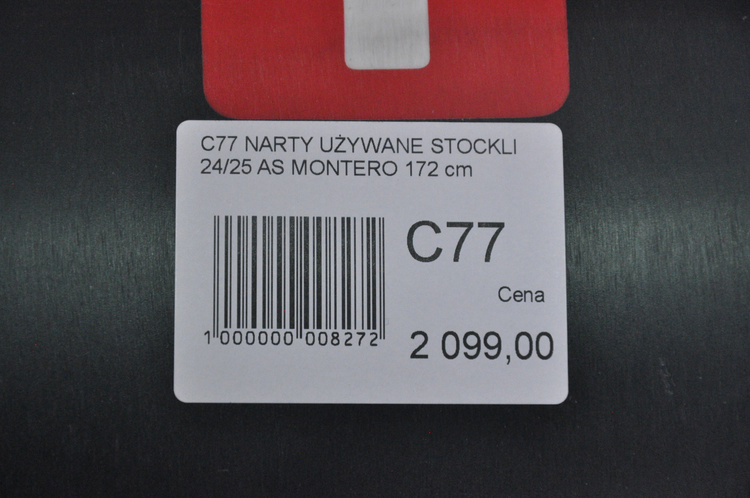 C77 NARTY UŻYWANE STOCKLI
24/25 AS MONTERO 172 cm
C77
Cena
2 099,00
1 000000 008272